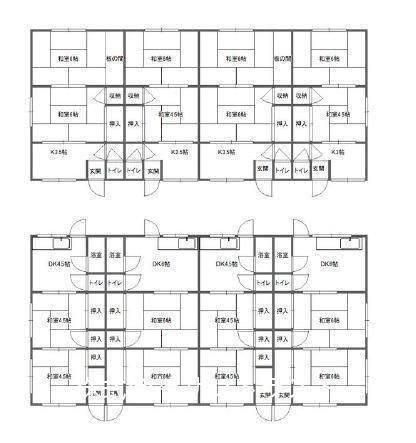 和室6帖 板の間 和室6帖 和室6帖 板の間 和室6帖
収納 収納 収納 収納
和室6帖 押入 押入 和室4.5帖 和室6帖 押入 押入 和室4.5帖
K3.5帖 K2.5帖 K3.5帖 K3帖
玄関 トイレ トイレ 玄関 玄関 トイレ トイレ 玄関
DK4.5帖 浴室 浴室 DK6帖 DK4.5帖 浴室 浴室 DK6帖
トイレ トイレ トイレ トイレ
和室4.5帖 押入 押入 和室6帖 和室4.5帖 押入 押入 和室6帖
押入 押入 押入 押入
和室4.5帖 押入 和室6帖 和室4.5帖 押入 和室6帖